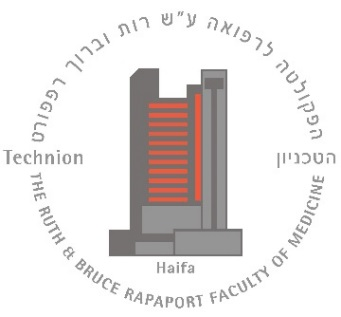 הפקולטה לרפואה ע"ש רות וברוך רפפורט
Technion
הטכניון
Haifa
THE RUTH & BRUCE RAPAPORT FACULTY OF MEDICINE